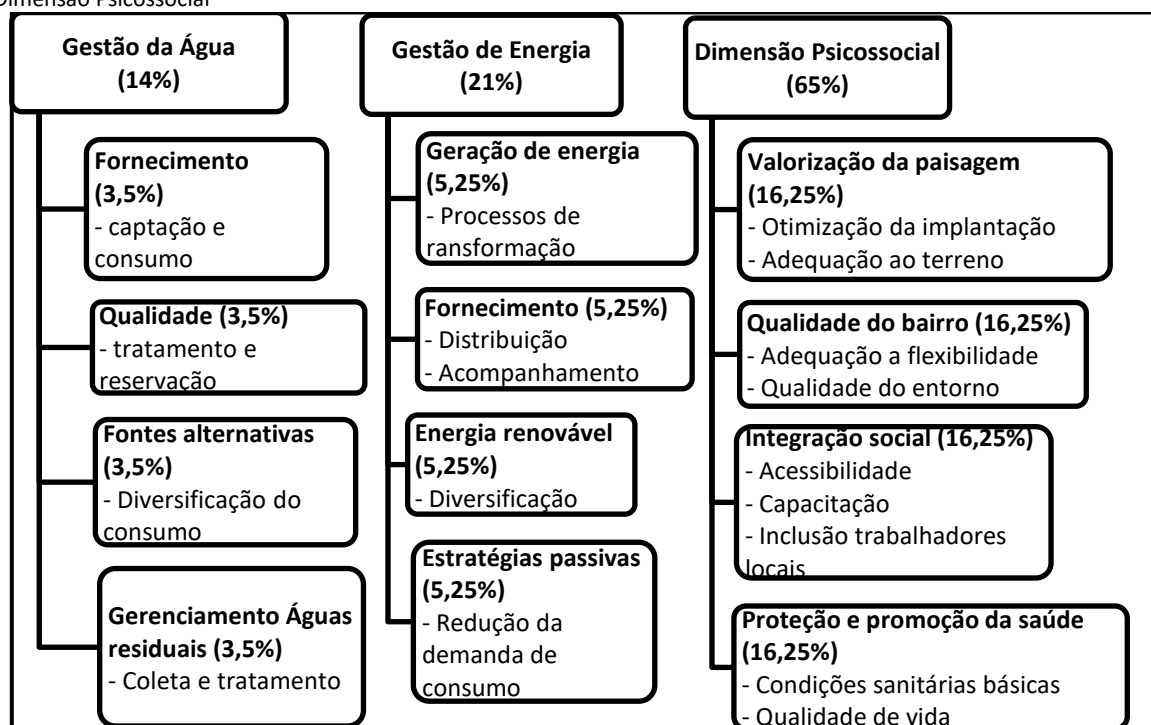 Dimensão Psicossocial
Gestão da Água
(14%)
Fornecimento
(3,5%)
- captação e
consumo
Qualidade (3,5%)
- tratamento e
reservação
Fontes alternativas
(3,5%)
- Diversificação do
consumo
Gerenciamento Águas
residuais (3,5%)
- Coleta e tratamento
Gestão de Energia
(21%)
Geração de energia
(5,25%)
- Processos de
ransformação
Fornecimento (5,25%)
- Distribuição
- Acompanhamento
Energia renovável
(5,25%)
- Diversificação
Estratégias passivas
(5,25%)
- Redução da
demanda de
consumo
Dimensão Psicossocial
(65%)
Valorização da paisagem
(16,25%)
- Otimização da implantação
- Adequação ao terreno
Qualidade do bairro (16,25%)
- Adequação a flexibilidade
- Qualidade do entorno
Integração social (16,25%)
- Acessibilidade
- Capacitação
- Inclusão trabalhadores
locais
Proteção e promoção da saúde
(16,25%)
- Condições sanitárias básicas
- Qualidade de vida